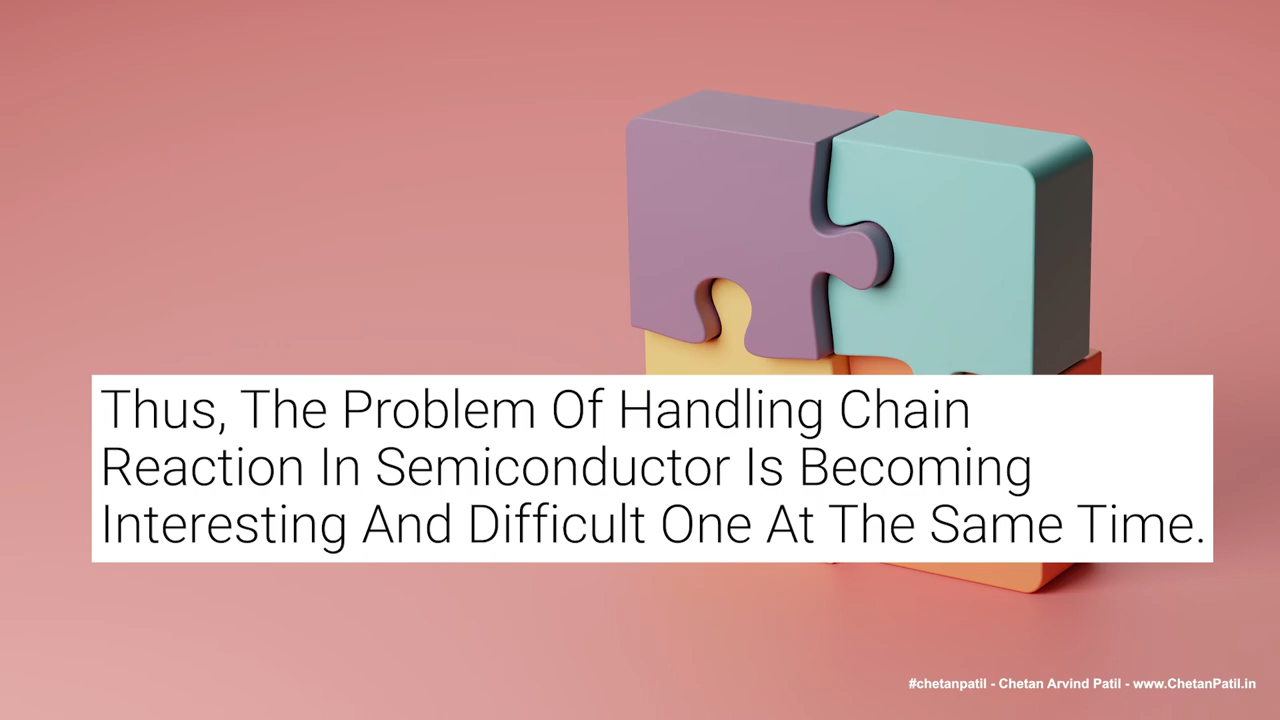 Thus, The Problem Of Handling Chain
Reaction In Semiconductor Is Becoming
Interesting And Difficult One At The Same Time.
#chetanpatil - Chetan Arvind Patil - www.ChetanPatil.in